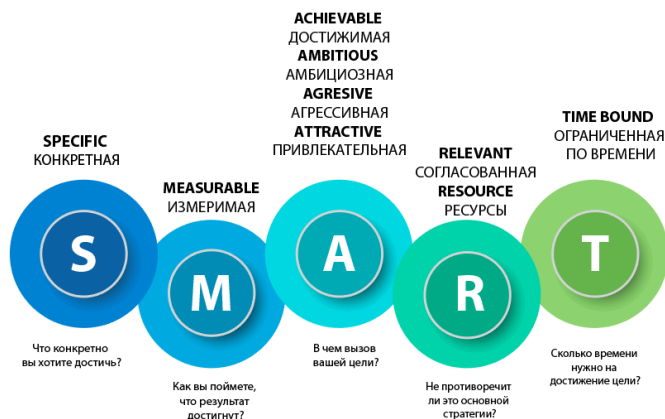 SPECIFIC
КОНКРЕТНАЯ
S
Что конкретно
вы хотите достичь?
MEASURABLE
ИЗМЕРИМАЯ
M
Как вы поймете,
что результат
достигнут?
ACHIEVABLE
ДОСТИЖИМАЯ
AMBITIOUS
АМБИЦИОЗНАЯ
AGRESIVE
АГРЕССИВНАЯ
ATTRACTIVE
ПРИВЛЕКАТЕЛЬНАЯ
A
В чем вызов
вашей цели?
RELEVANT
СОГЛАСОВАННАЯ
RESOURCE
РЕСУРСЫ
R
Не противоречит
ли это основной
стратегии?
TIME BOUND
ОГРАНИЧЕННАЯ
ПО ВРЕМЕНИ
T
Сколько времени
нужно на
достижение цели?